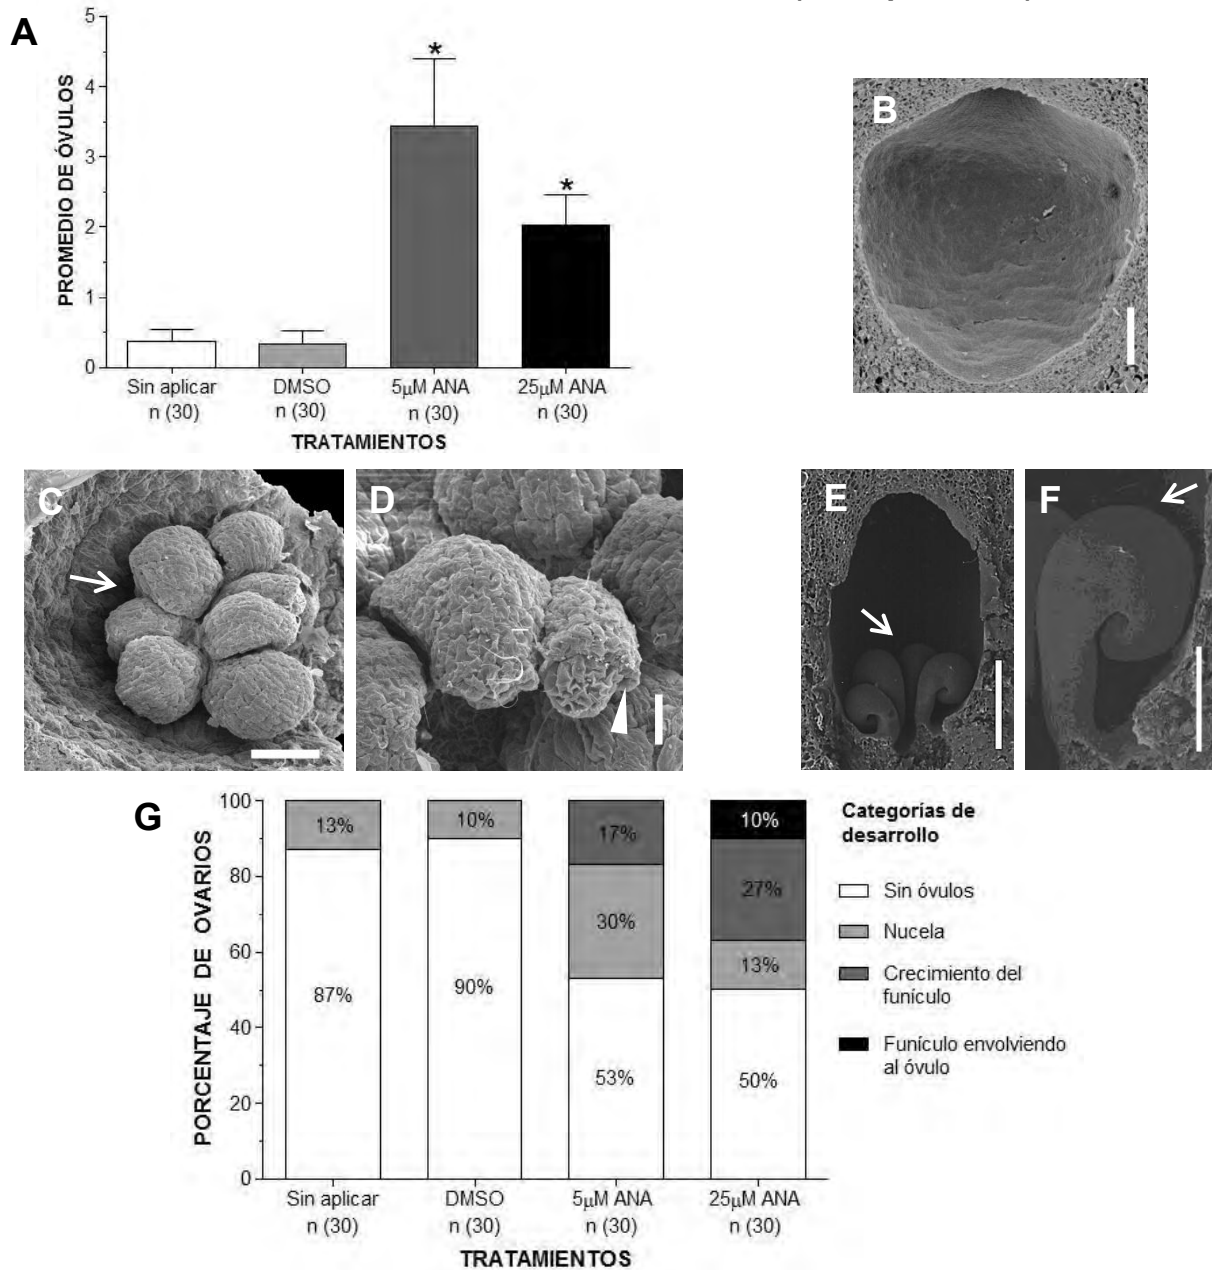 A
5
4
3
2
1
0
PROMEDIO DE ÓVULOS
*
*
Sin aplicar
n (30)
DMSO
n (30)
5μM ANA
n (30)
25μM ANA
n (30)
TRATAMIENTOS
B
C
D
E
F
G
100
80
60
40
20
0
PORCENTAJE DE OVARIOS
13%
87%
10%
90%
17%
30%
53%
10%
27%
13%
50%
Sin aplicar
n (30)
DMSO
n (30)
5μM ANA
n (30)
25μM ANA
n (30)
TRATAMIENTOS
Categorías de
desarrollo
Sin óvulos
Nucela
Crecimiento del
funículo
Funículo envolviendo
al óvulo